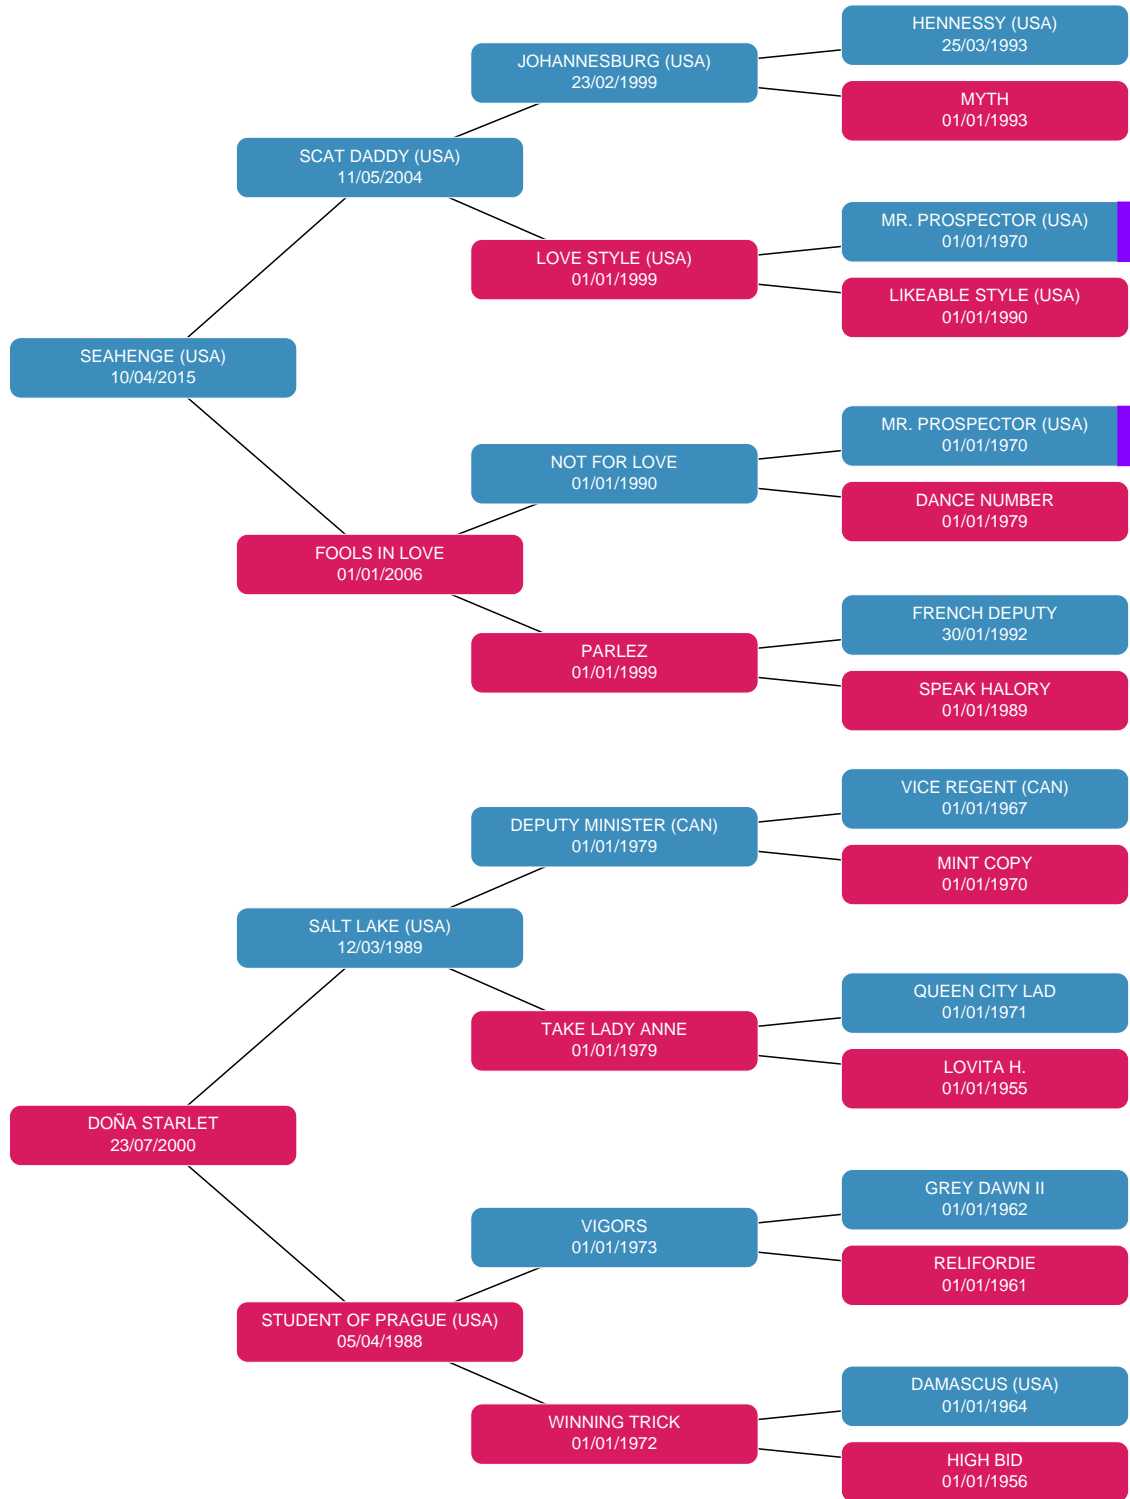 HENNESSY (USA)
25/03/1993
JOHANNESBURG (USA)
23/02/1999
MYTH
01/01/1993
SCAT DADDY (USA)
11/05/2004
MR. PROSPECTOR (USA)
01/01/1970
LOVE STYLE (USA)
01/01/1999
LIKEABLE STYLE (USA)
01/01/1990
SEAHENGE (USA)
10/04/2015
MR. PROSPECTOR (USA)
01/01/1970
NOT FOR LOVE
01/01/1990
DANCE NUMBER
01/01/1979
FOOLS IN LOVE
01/01/2006
FRENCH DEPUTY
30/01/1992
PARLEZ
01/01/1999
SPEAK HALORY
01/01/1989
VICE REGENT (CAN)
01/01/1967
DEPUTY MINISTER (CAN)
01/01/1979
MINT COPY
01/01/1970
SALT LAKE (USA)
12/03/1989
QUEEN CITY LAD
01/01/1971
TAKE LADY ANNE
01/01/1979
LOVITA H.
01/01/1955
DOÑA STARLET
23/07/2000
GREY DAWN II
01/01/1962
VIGORS
01/01/1973
RELIFORDIE
01/01/1961
STUDENT OF PRAGUE (USA)
05/04/1988
DAMASCUS (USA)
01/01/1964
WINNING TRICK
01/01/1972
HIGH BID
01/01/1956